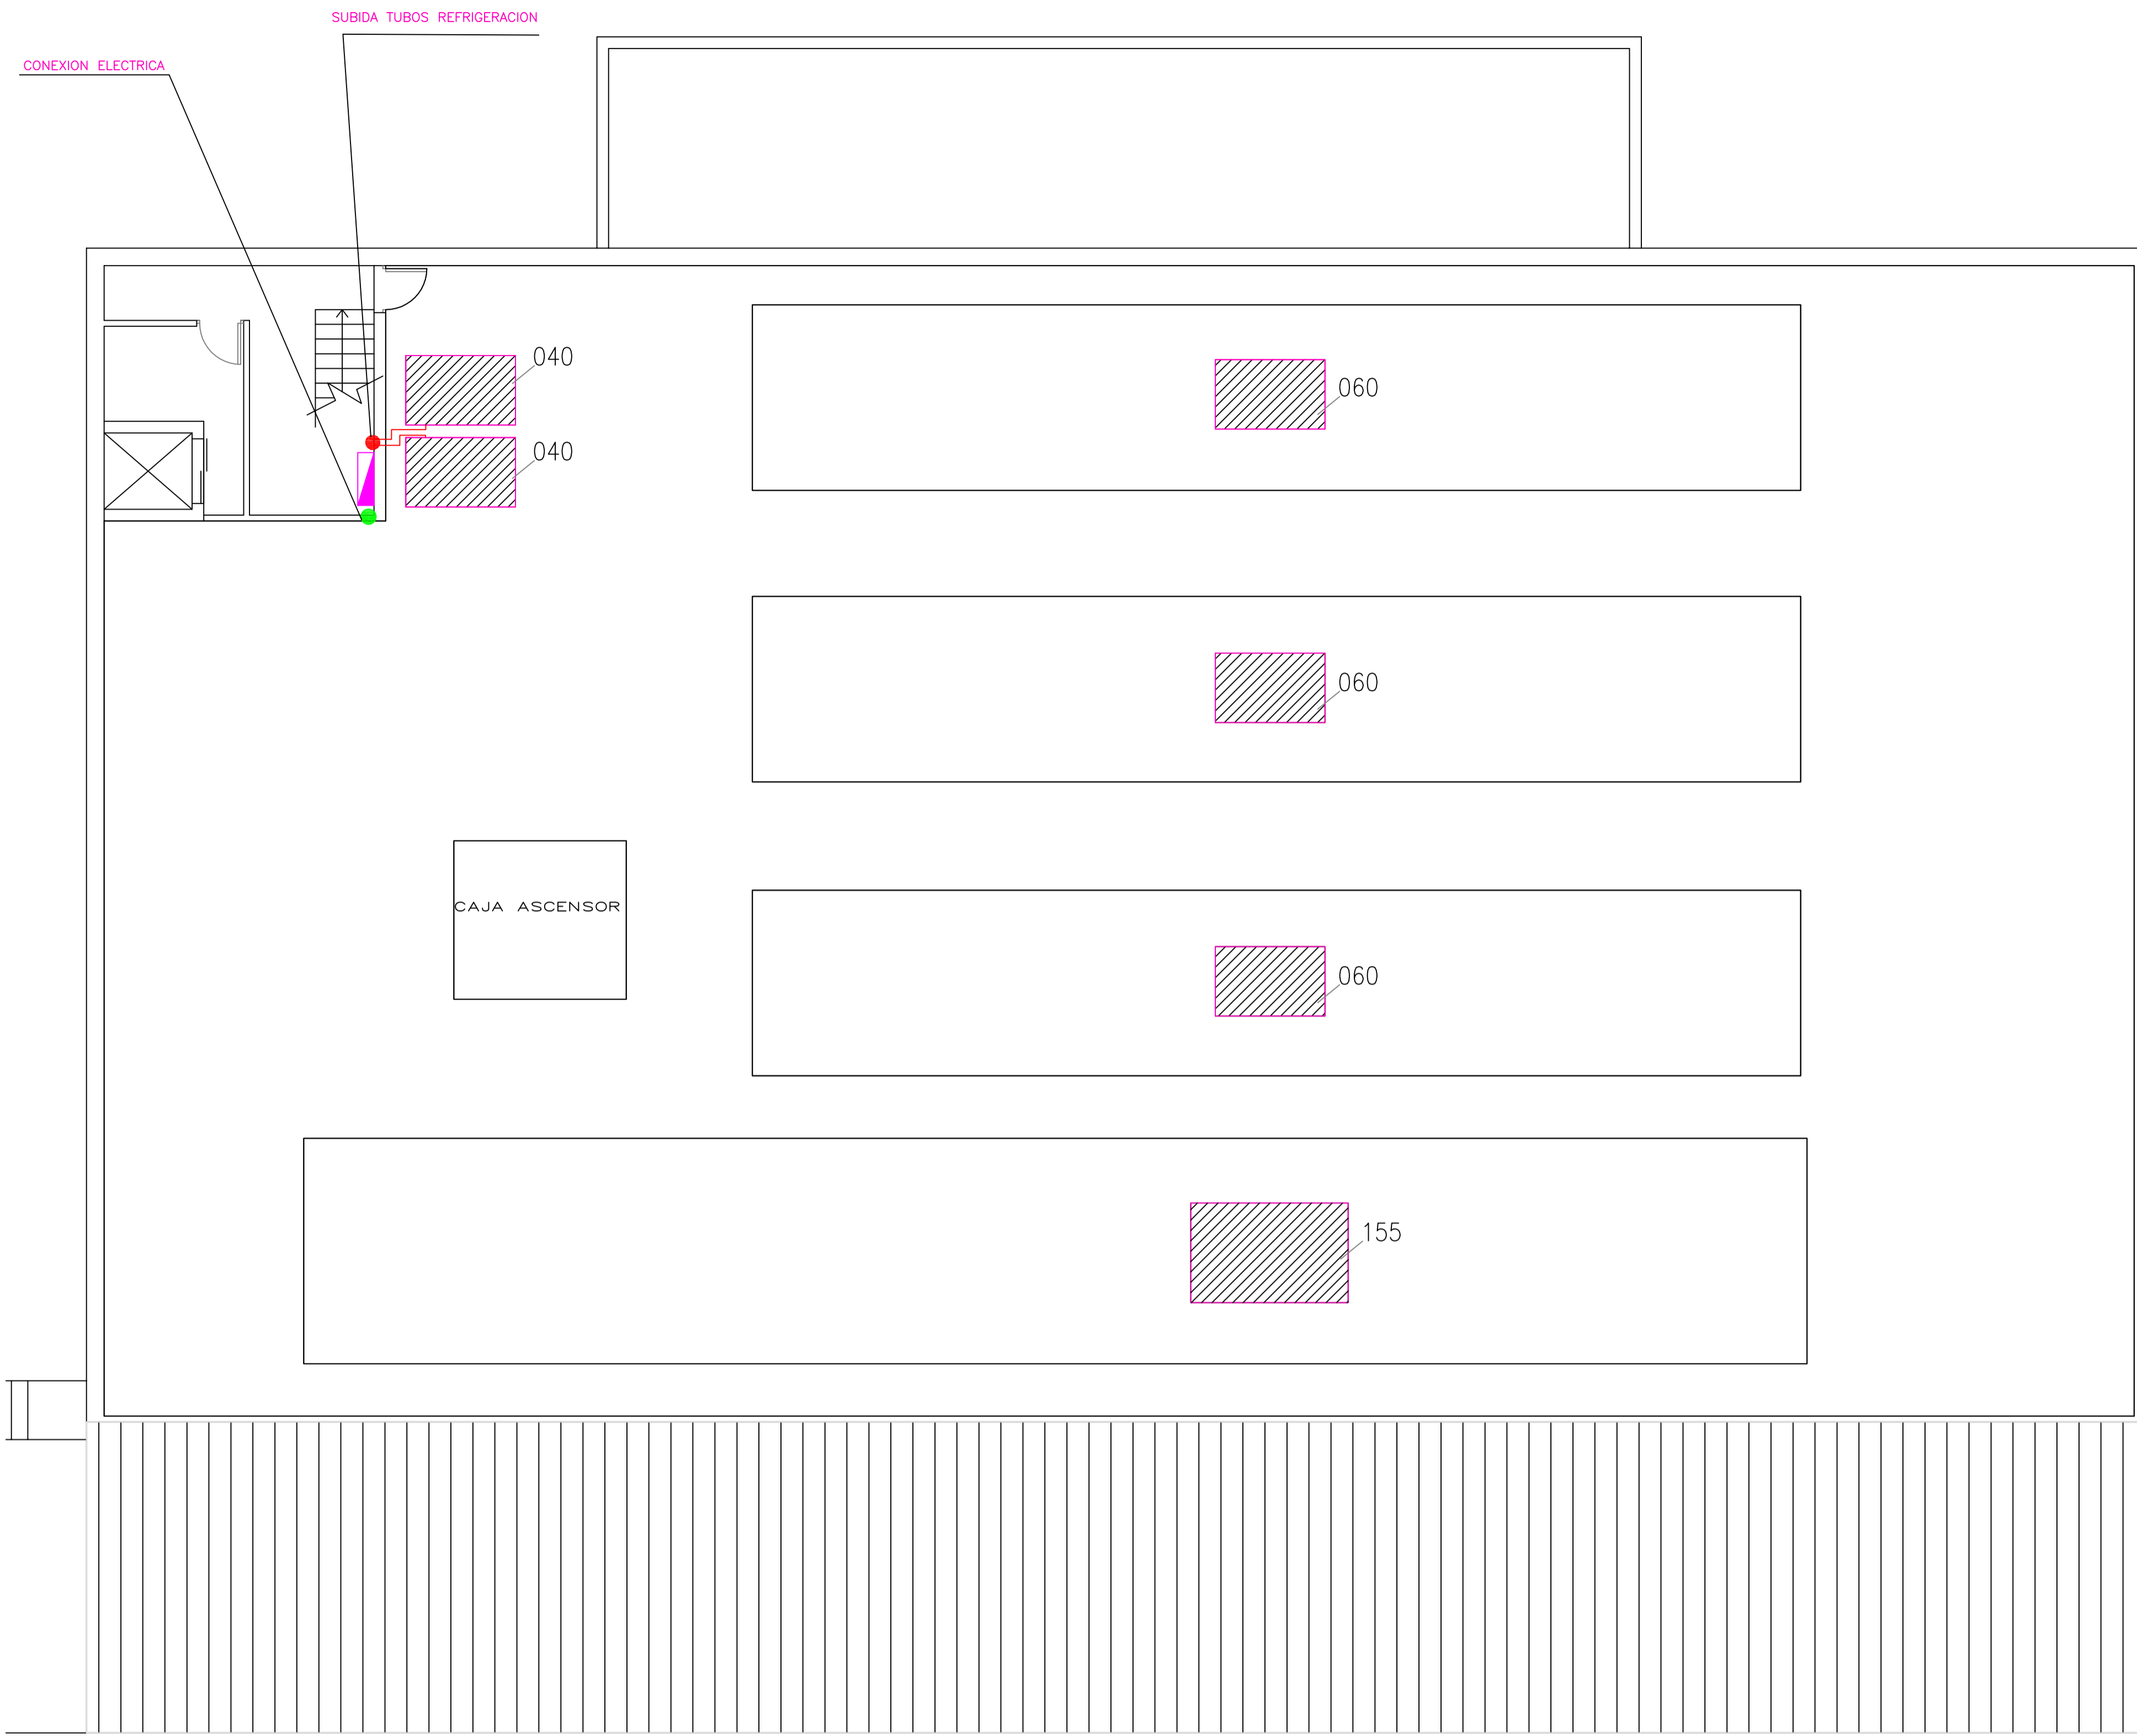 SUBIDA TUBOS REFRIGERACION
CONEXION ELECTRICA
040
060
040
060
CAJA ASCENSOR
060
155